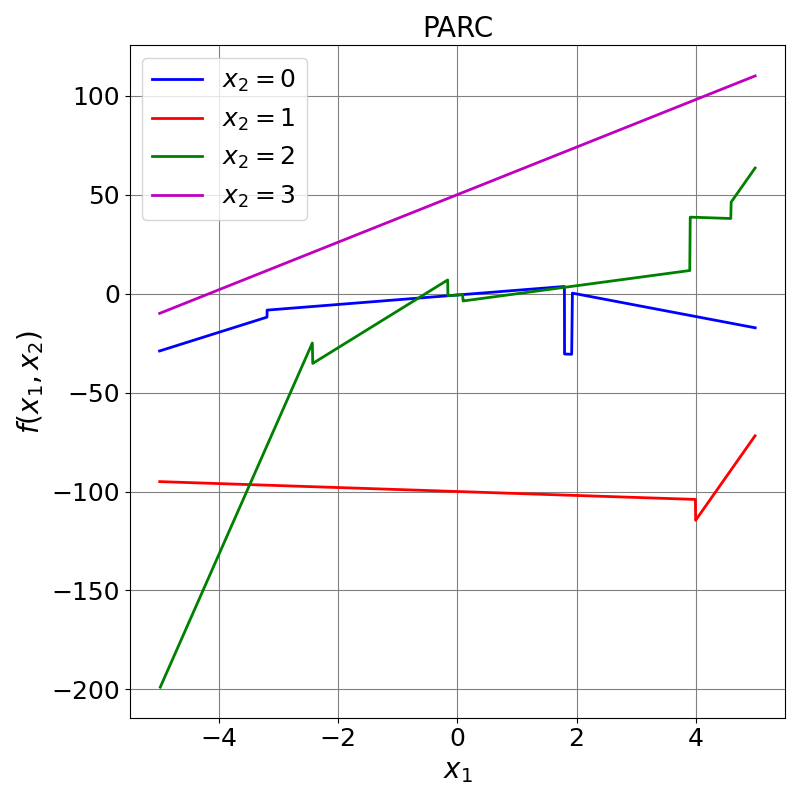 PARC
x₂ = 0
x₂ = 1
x₂ = 2
x₂ = 3
100
50
0
−50
−100
−150
−200
f(x₁, x₂)
−4 −2 0 2 4
x₁